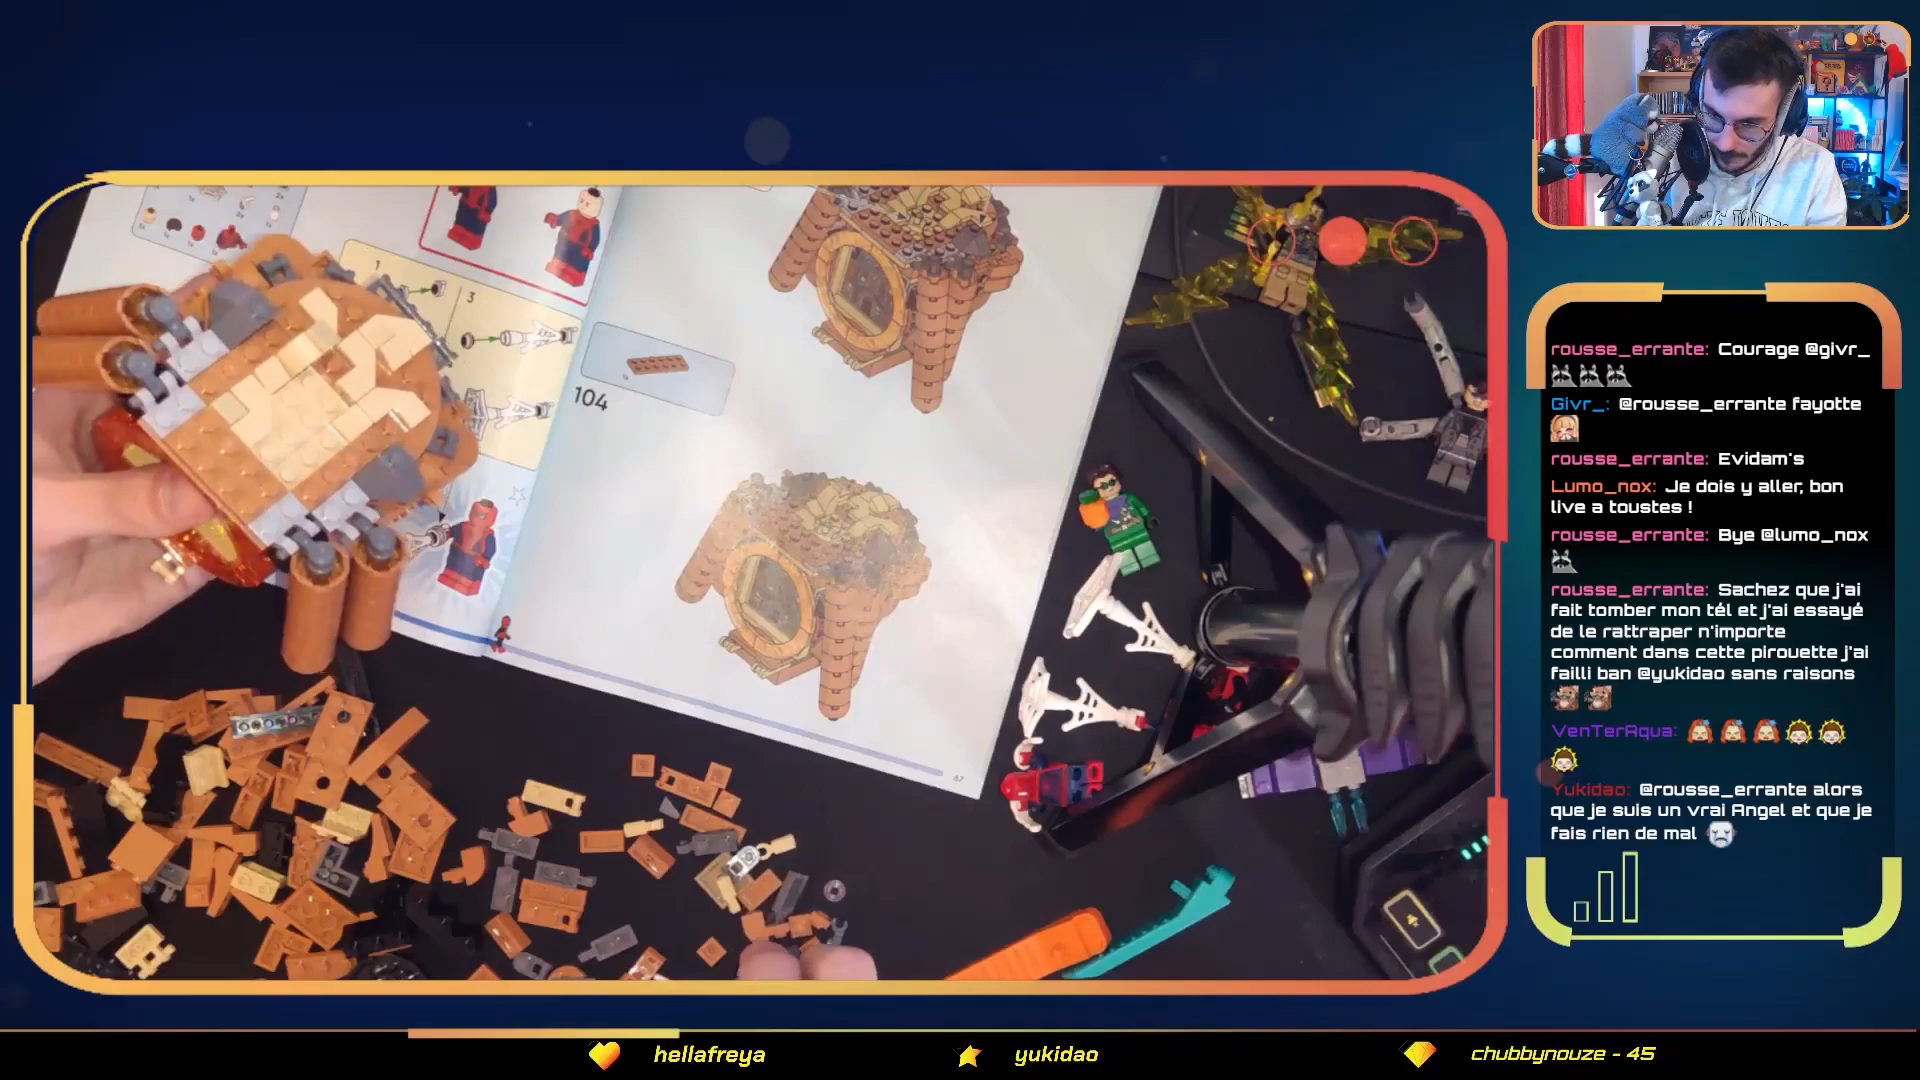 1
3
104
67
rousse_errante: Courage @givr_
Givr_: @rousse_errante fayotte
rousse_errante: Evidam's
Lumo_nox: Je dois y aller, bon
live a toustes !
rousse_errante: Bye @lumo_nox
rousse_errante: Sachez que j'ai
fait tomber mon tél et j'ai essayé
de le rattraper n'importe
comment dans cette pirouette j'ai
failli ban @yukidao sans raisons
VenTerAqua:
Yukidao: @rousse_errante alors
que je suis un vrai Angel et que je
fais rien de mal
hellafreya
yukidao
chubbynouze - 45